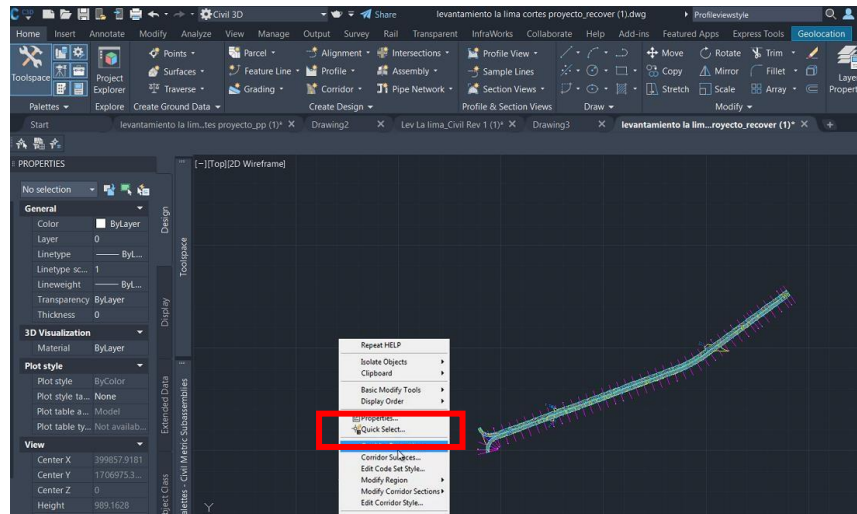 Civil 3D
Share
levantamiento la lima cortes proyecto_recover (1).dwg
Profileviewstyle
Home Insert Annotate Modify Analyze View Manage Output Survey Rail Transparent InfraWorks Collaborate Help Add-ins Featured Apps Express Tools Geolocation
Toolspace
Project Explorer
Points
Surfaces
Traverse
Parcel
Feature Line
Grading
Alignment
Profile
Corridor
Intersections
Assembly
Pipe Network
Profile View
Sample Lines
Section Views
Move
Copy
Stretch
Rotate
Mirror
Scale
Trim
Fillet
Array
Laye
Propert
Palettes Explore Create Ground Data Create Design Profile & Section Views Draw Modify
Start levantamiento la lim...tes proyecto_pp (1)* Drawing2 Lev La lima_Civil Rev 1 (1)* Drawing3 levantamiento la lim...royecto_recover (1)*
PROPERTIES
[−][Top][2D Wireframe]
No selection
General
Color ByLayer
Layer 0
Linetype ByL...
Linetype sc... 1
Lineweight ByL...
Transparency ByLayer
Thickness 0
3D Visualization
Material ByLayer
Plot style
Plot style ByColor
Plot style ta... None
Plot table a... Model
Plot table ty... Not availab...
View
Center X 399857.9181
Center Y 1706975.3...
Center Z 0
Height 989.1628
Design
Display
Extended Data
Object Class
Toolspace
Palettes - Civil Metric Subassemblies
Repeat HELP
Isolate Objects
Clipboard
Basic Modify Tools
Display Order
Properties...
Quick Select...
Corridor Surfaces...
Edit Code Set Style...
Modify Region
Modify Corridor Sections
Edit Corridor Style...
Y